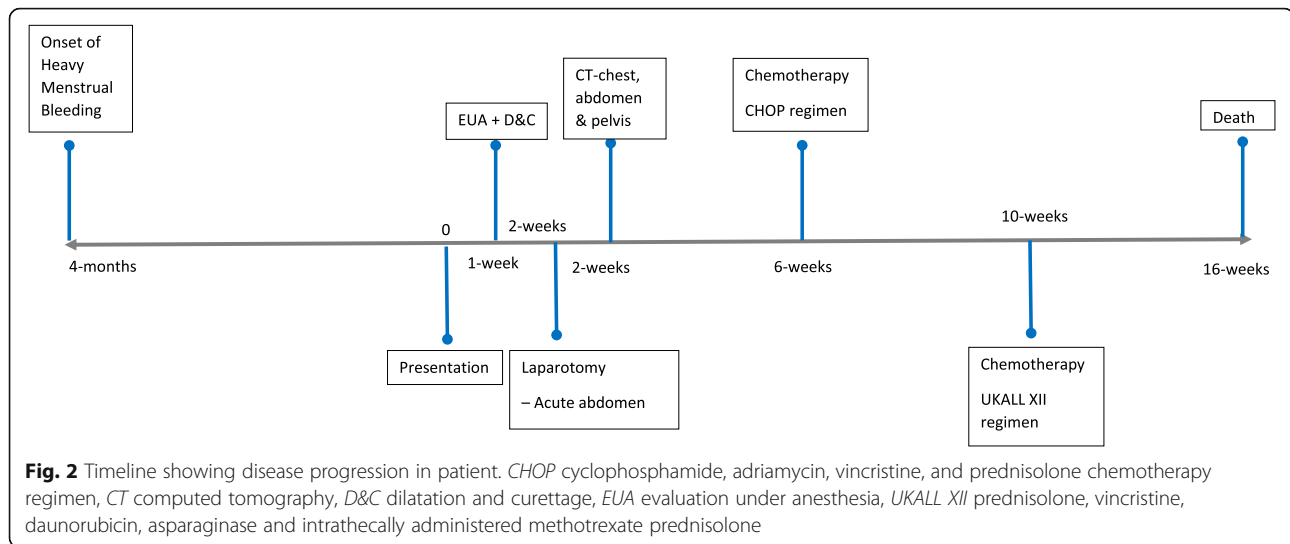 Onset of
Heavy
Menstrual
Bleeding
EUA + D&C
CT-chest,
abdomen
& pelvis
Chemotherapy
CHOP regimen
Death
0
2-weeks
10-weeks
4-months
1-week
2-weeks
6-weeks
16-weeks
Presentation
Laparotomy
– Acute abdomen
Chemotherapy
UKALL XII
regimen
Fig. 2 Timeline showing disease progression in patient. CHOP cyclophosphamide, adriamycin, vincristine, and prednisolone chemotherapy
regimen, CT computed tomography, D&C dilatation and curettage, EUA evaluation under anesthesia, UKALL XII prednisolone, vincristine,
daunorubicin, asparaginase and intrathecally administered methotrexate prednisolone